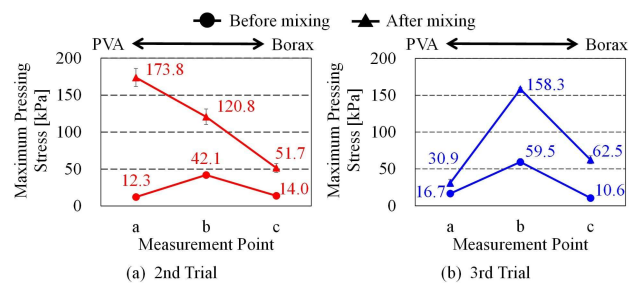 Before mixing After mixing
PVA Borax
Maximum Pressing
Stress [kPa]
200
150
100
50
0
173.8
120.8
51.7
12.3
42.1
14.0
a b c
Measurement Point
(a) 2nd Trial
PVA Borax
Maximum Pressing
Stress [kPa]
200
150
100
50
0
158.3
62.5
30.9
59.5
16.7
10.6
a b c
Measurement Point
(b) 3rd Trial